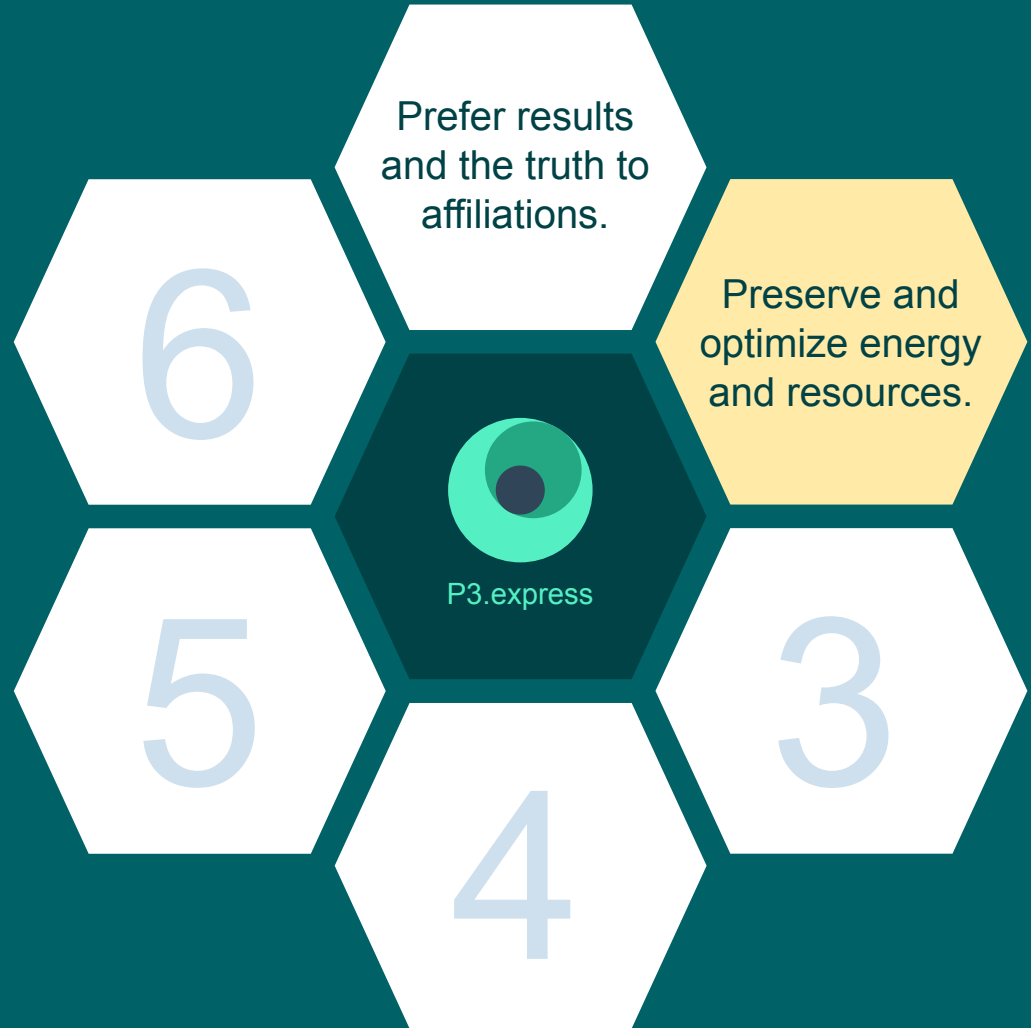 Prefer results
and the truth to
affiliations.
Preserve and
optimize energy
and resources.
6
P3.express
5
3
4